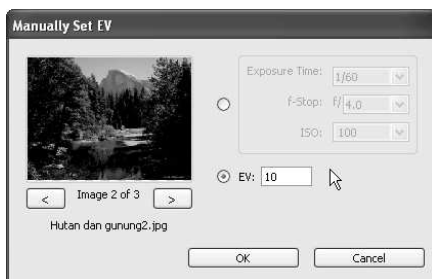 Manually Set EV
Exposure Time: 1/60
f-Stop: f/ 4.0
ISO: 100
EV: 10
< Image 2 of 3 >
Hutan dan gunung2.jpg
OK Cancel